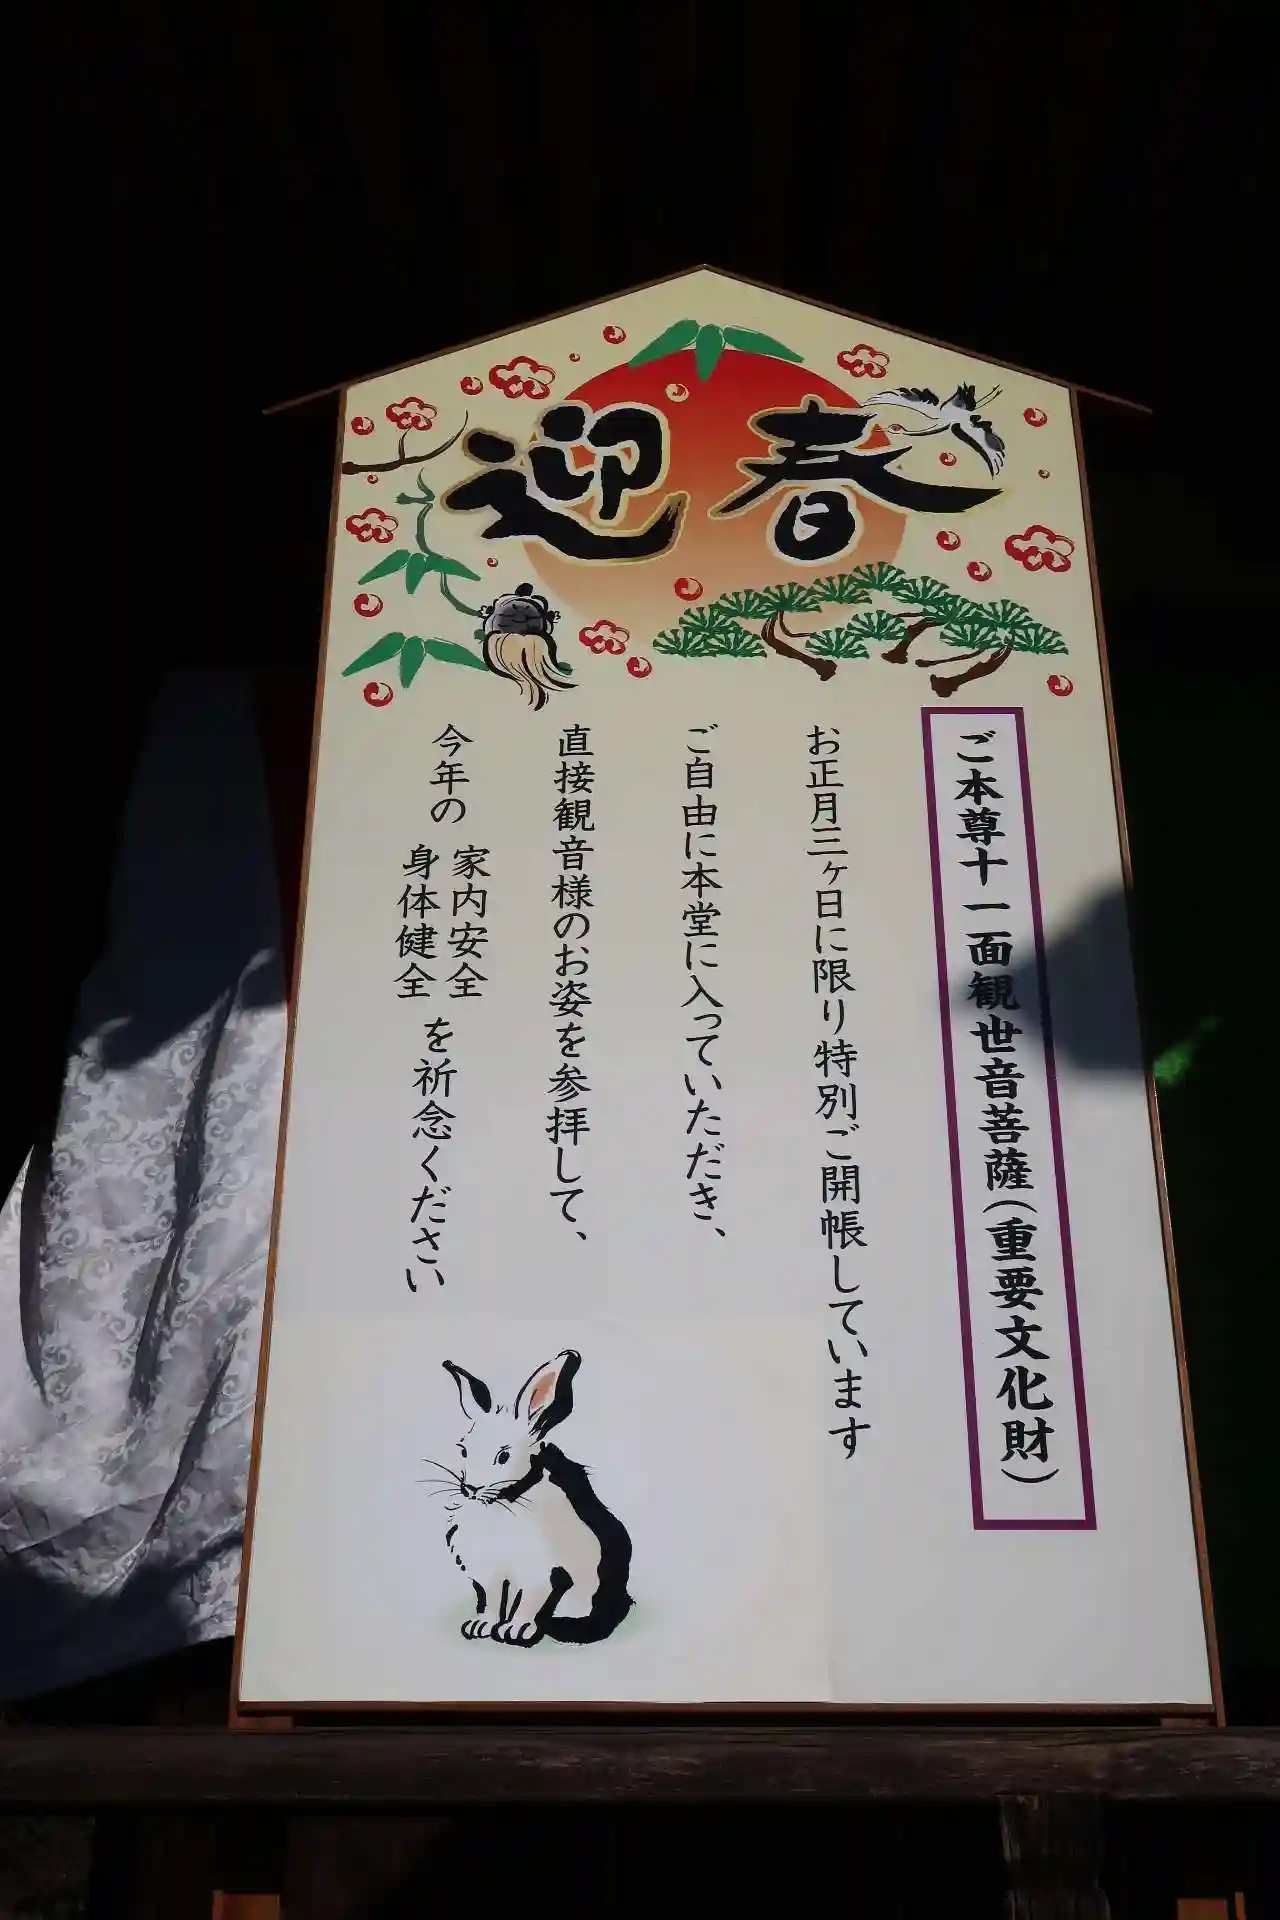 迎春
ご本尊十一面観世音菩薩(重要文化財)
お正月三ヶ日に限り特別ご開帳しています
ご自由に本堂に入っていただき、
直接観音様のお姿を参拝して、
今年の 家内安全
身体健全 を祈念ください